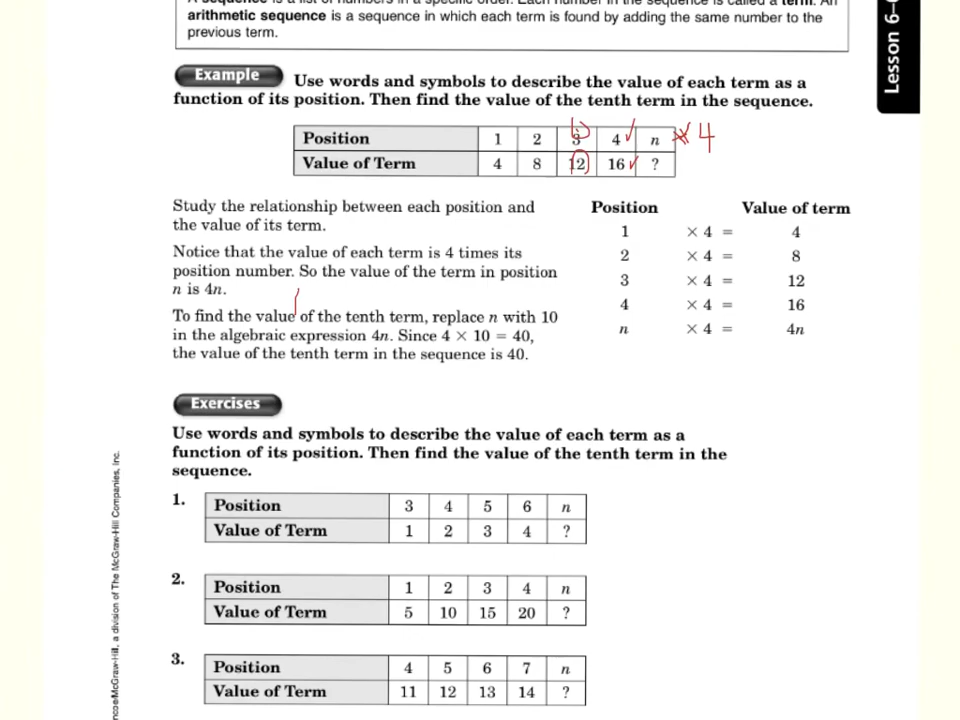 arithmetic sequence is a sequence in which each term is found by adding the same number to the
previous term.
Lesson 6–
Example Use words and symbols to describe the value of each term as a
function of its position. Then find the value of the tenth term in the sequence.
Position 1 2 3 4 n × 4
Value of Term 4 8 12 16 ?
Study the relationship between each position and
the value of its term.
Notice that the value of each term is 4 times its
position number. So the value of the term in position
n is 4n.
To find the value of the tenth term, replace n with 10
in the algebraic expression 4n. Since 4 × 10 = 40,
the value of the tenth term in the sequence is 40.
Position Value of term
1 × 4 = 4
2 × 4 = 8
3 × 4 = 12
4 × 4 = 16
n × 4 = 4n
Exercises
Use words and symbols to describe the value of each term as a
function of its position. Then find the value of the tenth term in the
sequence.
1. Position 3 4 5 6 n
Value of Term 1 2 3 4 ?
2. Position 1 2 3 4 n
Value of Term 5 10 15 20 ?
3. Position 4 5 6 7 n
Value of Term 11 12 13 14 ?
ncoe/McGraw-Hill, a division of The McGraw-Hill Companies, Inc.